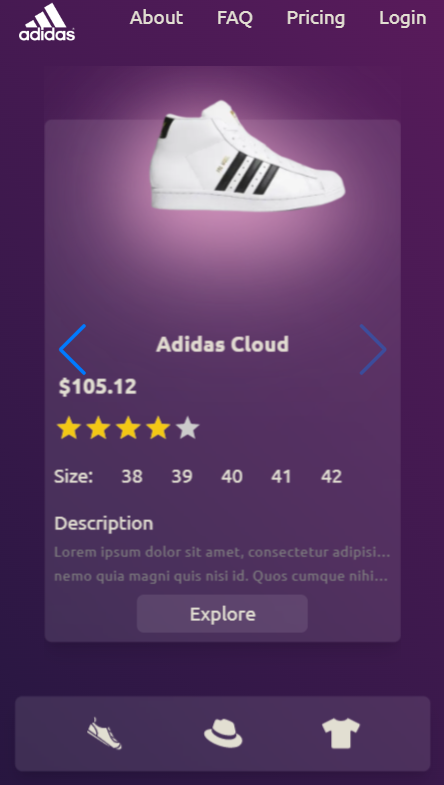 adidas
About FAQ Pricing Login
Adidas Cloud
$105.12
Size: 38 39 40 41 42
Description
Lorem ipsum dolor sit amet, consectetur adipisi...
nemo quia magni quis nisi id. Quos cumque nihi...
Explore